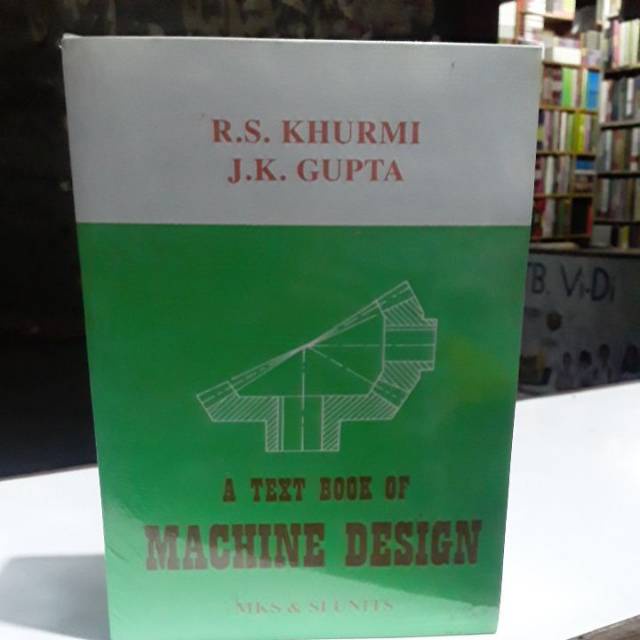 R.S. KHURMI
J.K. GUPTA
A TEXT BOOK OF
MACHINE DESIGN
MKS & SI UNITS